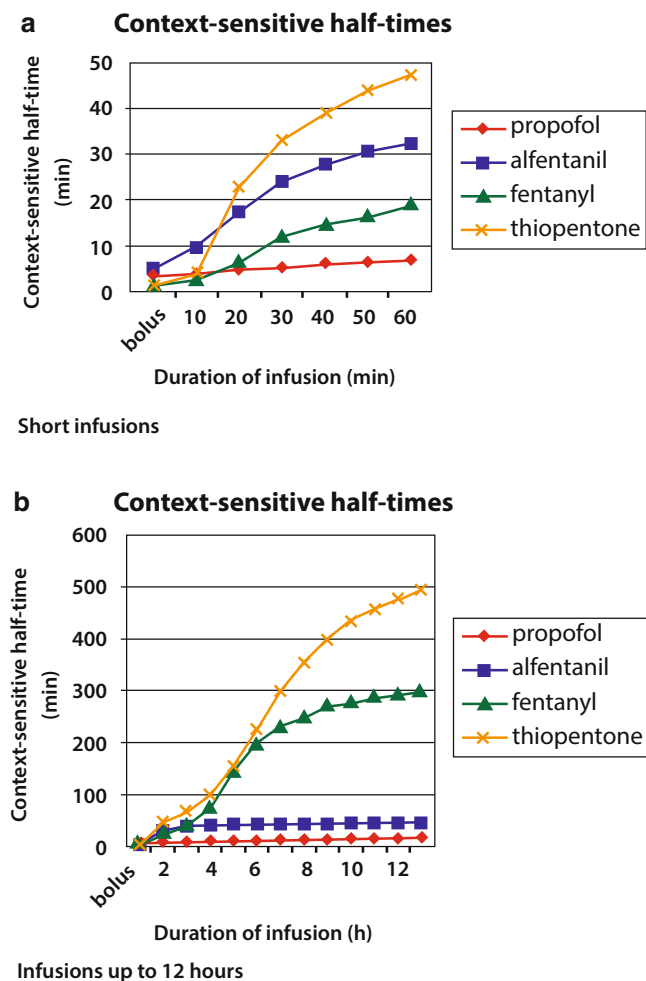 a Context-sensitive half-times
Context-sensitive half-time
(min)
50
40
30
20
10
0
bolus 10 20 30 40 50 60
Duration of infusion (min)
propofol
alfentanil
fentanyl
thiopentone
Short infusions
b Context-sensitive half-times
Context-sensitive half-time
(min)
600
500
400
300
200
100
0
bolus 2 4 6 8 10 12
Duration of infusion (h)
propofol
alfentanil
fentanyl
thiopentone
Infusions up to 12 hours